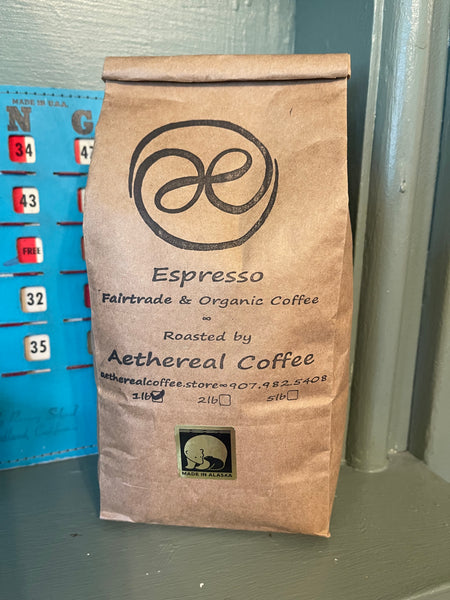 MADE IN U.S.A.
N G
34 47
43
FREE
32
35
æ
Espresso
Fairtrade & Organic Coffee
∞
Roasted by
Aethereal Coffee
aetherealcoffee.store∞907.982.5408
1lb 2lb 5lb
MADE IN ALASKA